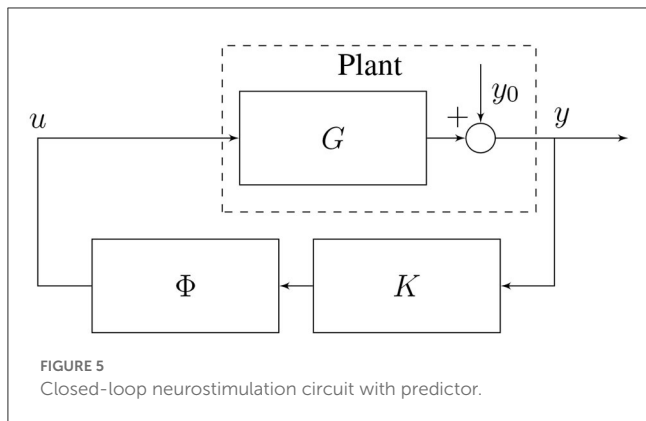 Plant
y₀
u
+
y
G
Φ
K
FIGURE 5
Closed-loop neurostimulation circuit with predictor.